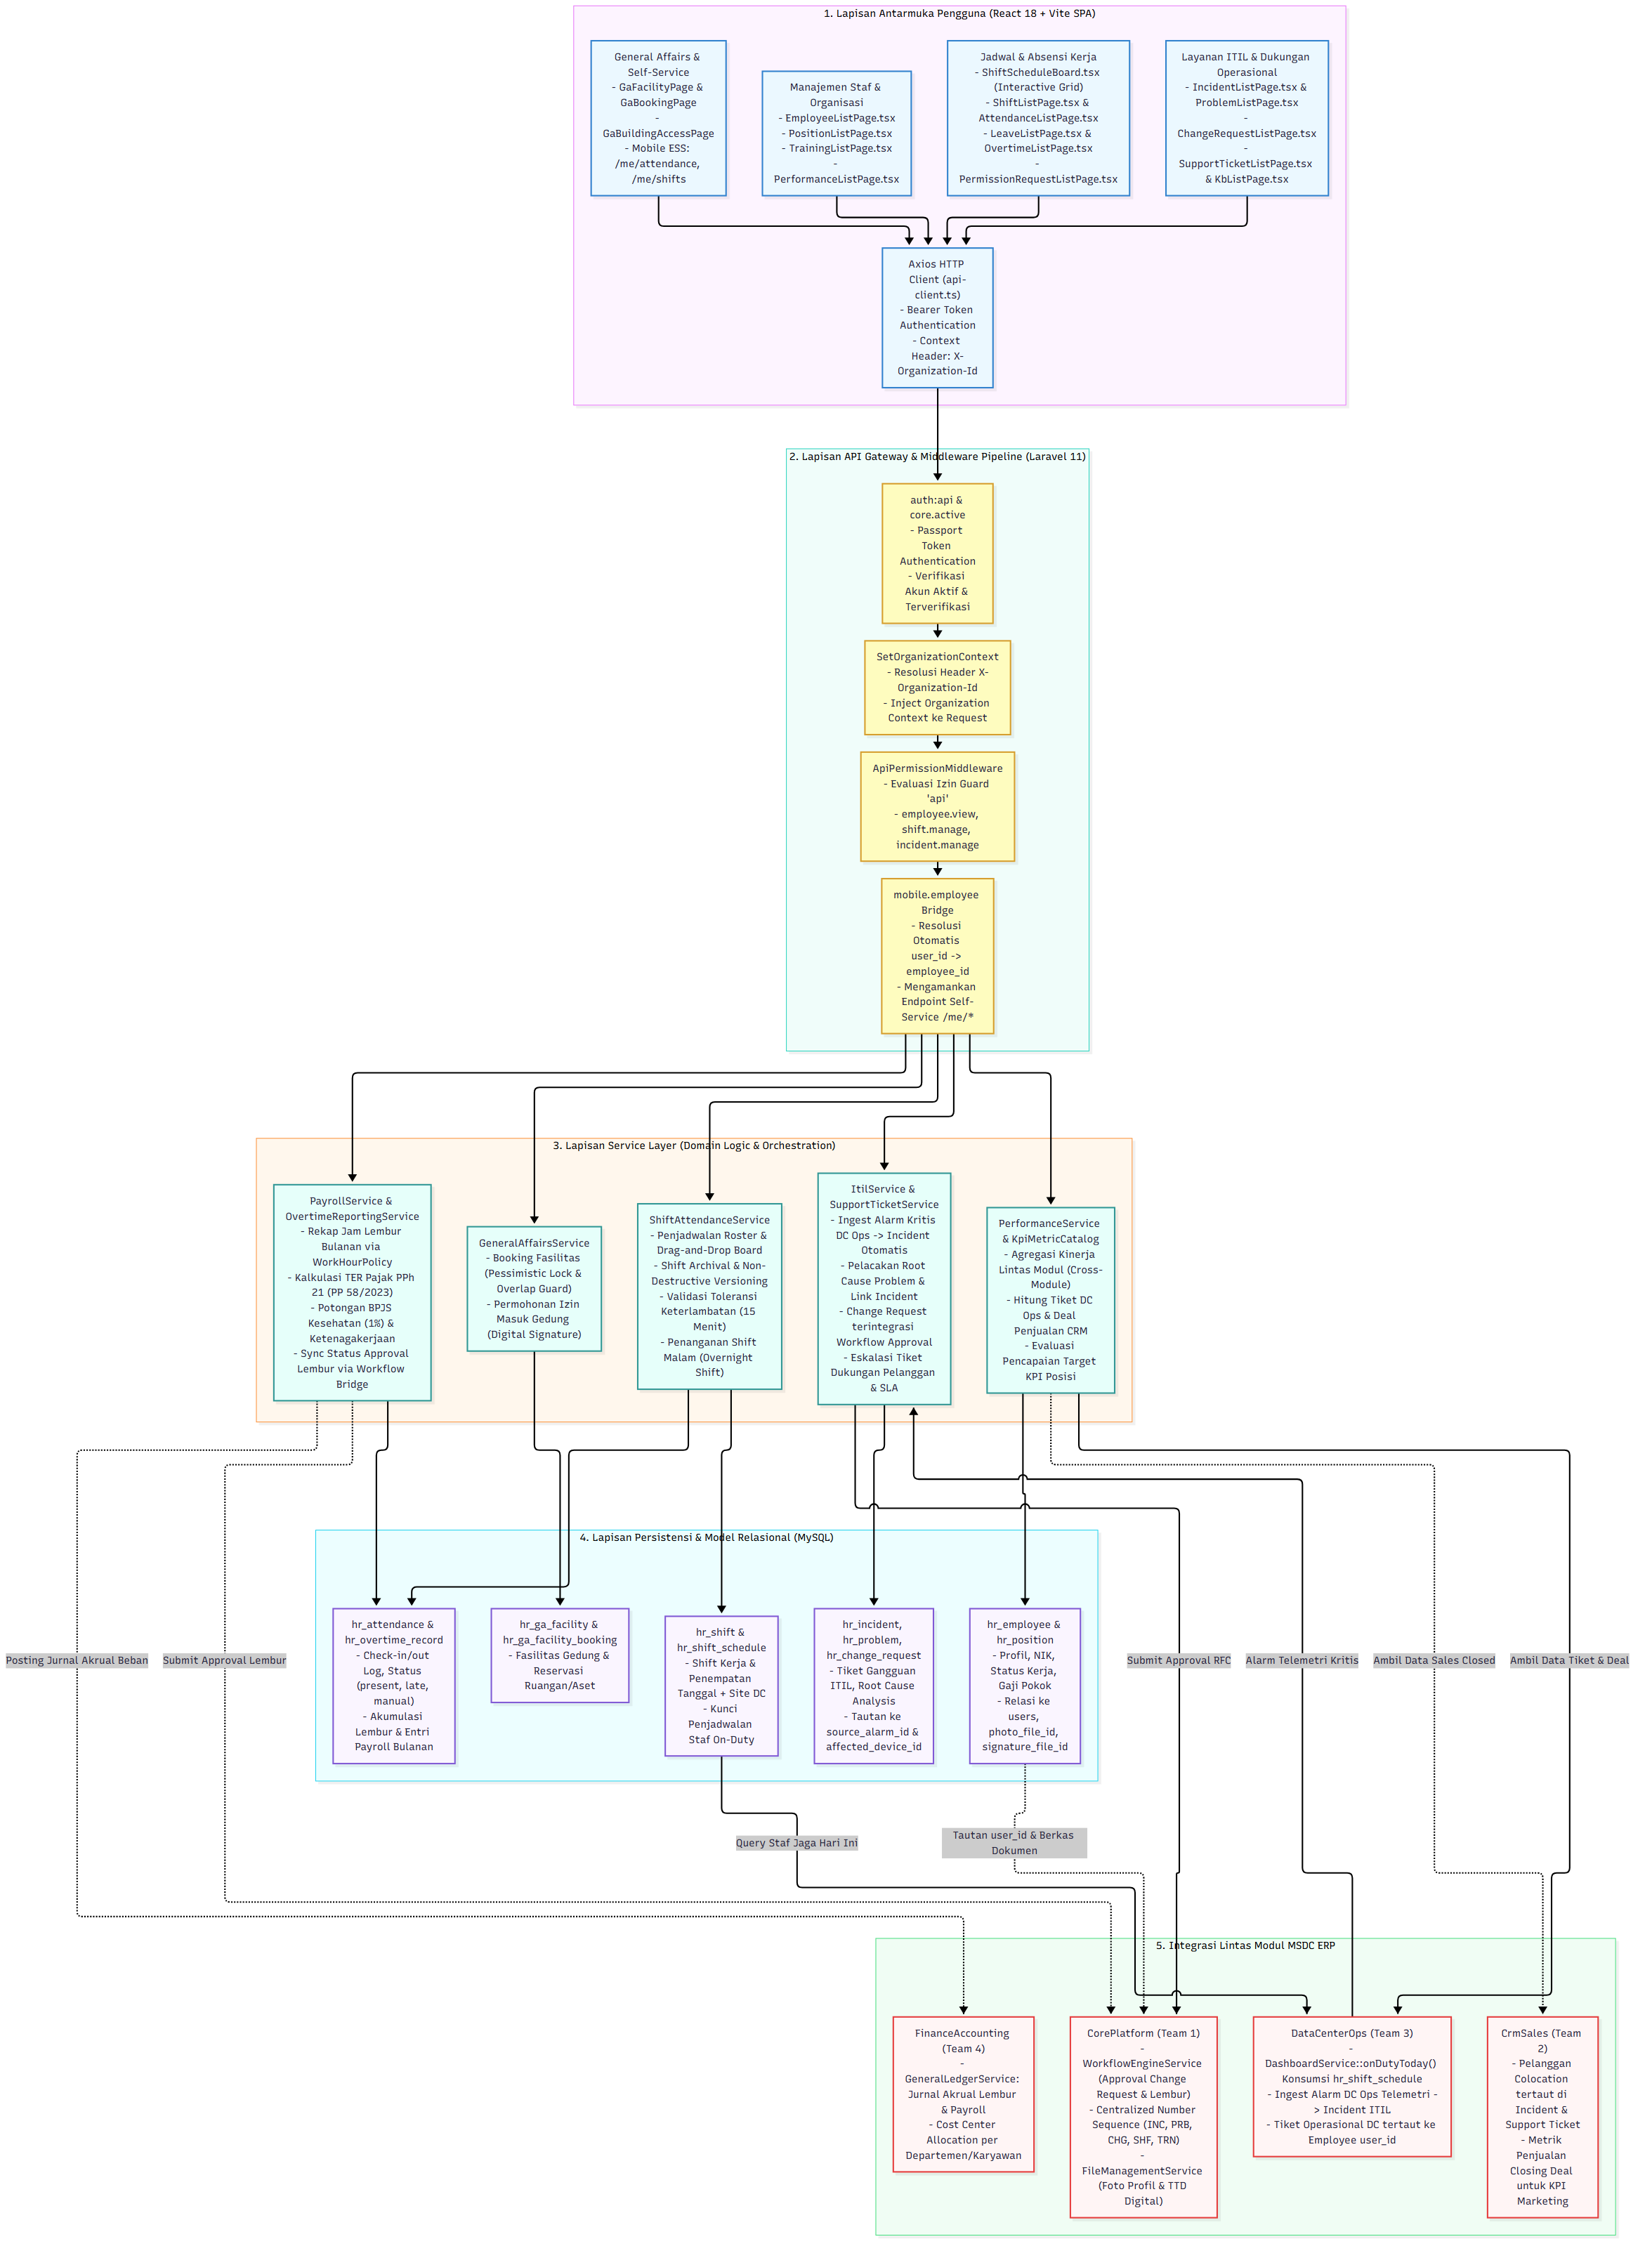 1. Lapisan Antarmuka Pengguna (React 18 + Vite SPA)
General Affairs &
Self-Service
- GaFacilityPage &
GaBookingPage
-
GaBuildingAccessPage
- Mobile ESS:
/me/attendance,
/me/shifts
Manajemen Staf &
Organisasi
- EmployeeListPage.tsx
- PositionListPage.tsx
- TrainingListPage.tsx
-
PerformanceListPage.tsx
Jadwal & Absensi Kerja
- ShiftScheduleBoard.tsx
(Interactive Grid)
- ShiftListPage.tsx &
AttendanceListPage.tsx
- LeaveListPage.tsx &
OvertimeListPage.tsx
-
PermissionRequestListPage.tsx
Layanan ITIL & Dukungan
Operasional
- IncidentListPage.tsx &
ProblemListPage.tsx
-
ChangeRequestListPage.tsx
-
SupportTicketListPage.tsx
& KbListPage.tsx
Axios HTTP
Client (api-
client.ts)
- Bearer Token
Authentication
- Context
Header: X-
Organization-Id
2. Lapisan API Gateway & Middleware Pipeline (Laravel 11)
auth:api &
core.active
- Passport
Token
Authentication
- Verifikasi
Akun Aktif &
Terverifikasi
SetOrganizationContext
- Resolusi Header X-
Organization-Id
- Inject Organization
Context ke Request
ApiPermissionMiddleware
- Evaluasi Izin Guard
'api'
- employee.view,
shift.manage,
incident.manage
mobile.employee
Bridge
- Resolusi
Otomatis
user_id ->
employee_id
- Mengamankan
Endpoint Self-
Service /me/*
3. Lapisan Service Layer (Domain Logic & Orchestration)
PayrollService &
OvertimeReportingService
- Rekap Jam Lembur
Bulanan via
WorkHourPolicy
- Kalkulasi TER Pajak PPh
21 (PP 58/2023)
- Potongan BPJS
Kesehatan (1%) &
Ketenagakerjaan
- Sync Status Approval
Lembur via Workflow
Bridge
GeneralAffairsService
- Booking Fasilitas
(Pessimistic Lock &
Overlap Guard)
- Permohonan Izin
Masuk Gedung
(Digital Signature)
ShiftAttendanceService
- Penjadwalan Roster &
Drag-and-Drop Board
- Shift Archival & Non-
Destructive Versioning
- Validasi Toleransi
Keterlambatan (15
Menit)
- Penanganan Shift
Malam (Overnight
Shift)
ItilService &
SupportTicketService
- Ingest Alarm Kritis
DC Ops -> Incident
Otomatis
- Pelacakan Root
Cause Problem &
Link Incident
- Change Request
terintegrasi
Workflow Approval
- Eskalasi Tiket
Dukungan Pelanggan
& SLA
PerformanceService
& KpiMetricCatalog
- Agregasi Kinerja
Lintas Modul (Cross-
Module)
- Hitung Tiket DC
Ops & Deal
Penjualan CRM
- Evaluasi
Pencapaian Target
KPI Posisi
4. Lapisan Persistensi & Model Relasional (MySQL)
hr_attendance &
hr_overtime_record
- Check-in/out
Log, Status
(present, late,
manual)
- Akumulasi
Lembur & Entri
Payroll Bulanan
hr_ga_facility &
hr_ga_facility_booking
- Fasilitas Gedung &
Reservasi
Ruangan/Aset
hr_shift &
hr_shift_schedule
- Shift Kerja &
Penempatan
Tanggal + Site DC
- Kunci
Penjadwalan
Staf On-Duty
hr_incident,
hr_problem,
hr_change_request
- Tiket Gangguan
ITIL, Root Cause
Analysis
- Tautan ke
source_alarm_id &
affected_device_id
hr_employee &
hr_position
- Profil, NIK,
Status Kerja,
Gaji Pokok
- Relasi ke
users,
photo_file_id,
signature_file_id
Posting Jurnal Akrual Beban
Submit Approval Lembur
Submit Approval RFC
Alarm Telemetri Kritis
Ambil Data Sales Closed
Ambil Data Tiket & Deal
Query Staf Jaga Hari Ini
Tautan user_id & Berkas
Dokumen
5. Integrasi Lintas Modul MSDC ERP
FinanceAccounting
(Team 4)
-
GeneralLedgerService:
Jurnal Akrual Lembur
& Payroll
- Cost Center
Allocation per
Departemen/Karyawan
CorePlatform (Team 1)
-
WorkflowEngineService
(Approval Change
Request & Lembur)
- Centralized Number
Sequence (INC, PRB,
CHG, SHF, TRN)
-
FileManagementService
(Foto Profil & TTD
Digital)
DataCenterOps (Team 3)
-
DashboardService::onDutyToday()
Konsumsi hr_shift_schedule
- Ingest Alarm DC Ops Telemetri -
> Incident ITIL
- Tiket Operasional DC tertaut ke
Employee user_id
CrmSales (Team
2)
- Pelanggan
Colocation
tertaut di
Incident &
Support Ticket
- Metrik
Penjualan
Closing Deal
untuk KPI
Marketing